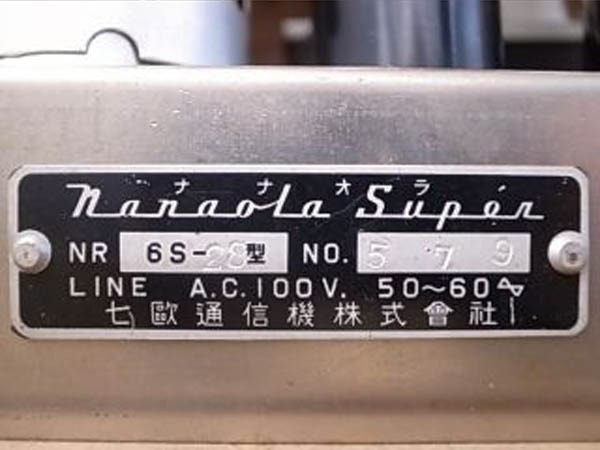 ナナオラ
Nanaola Super
NR 6S-28型 NO. 579
LINE A.C.100V. 50~60∿
七歐通信機株式會社